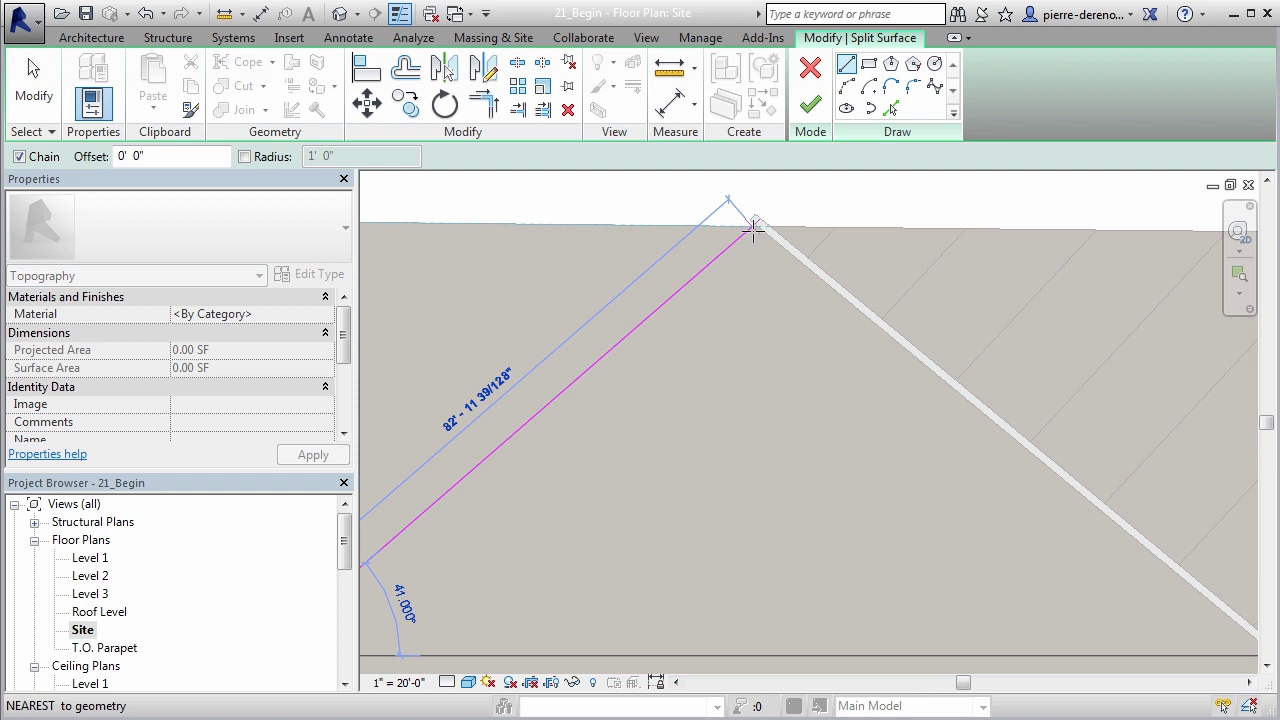 21_Begin - Floor Plan: Site
Type a keyword or phrase
pierre-dereno...
Architecture Structure Systems Insert Annotate Analyze Massing & Site Collaborate View Manage Add-Ins Modify | Split Surface
Modify
Paste
Cope
Cut
Join
Select Properties Clipboard Geometry Modify View Measure Create Mode Draw
Chain Offset: 0' 0" Radius: 1' 0"
Properties
Topography
Edit Type
Materials and Finishes
Material <By Category>
Dimensions
Projected Area 0.00 SF
Surface Area 0.00 SF
Identity Data
Image
Comments
Name
Properties help
Apply
Project Browser - 21_Begin
Views (all)
Structural Plans
Floor Plans
Level 1
Level 2
Level 3
Roof Level
Site
T.O. Parapet
Ceiling Plans
Level 1
2D
82' - 11 39/128"
41.000°
1" = 20'-0"
NEAREST to geometry
:0
Main Model